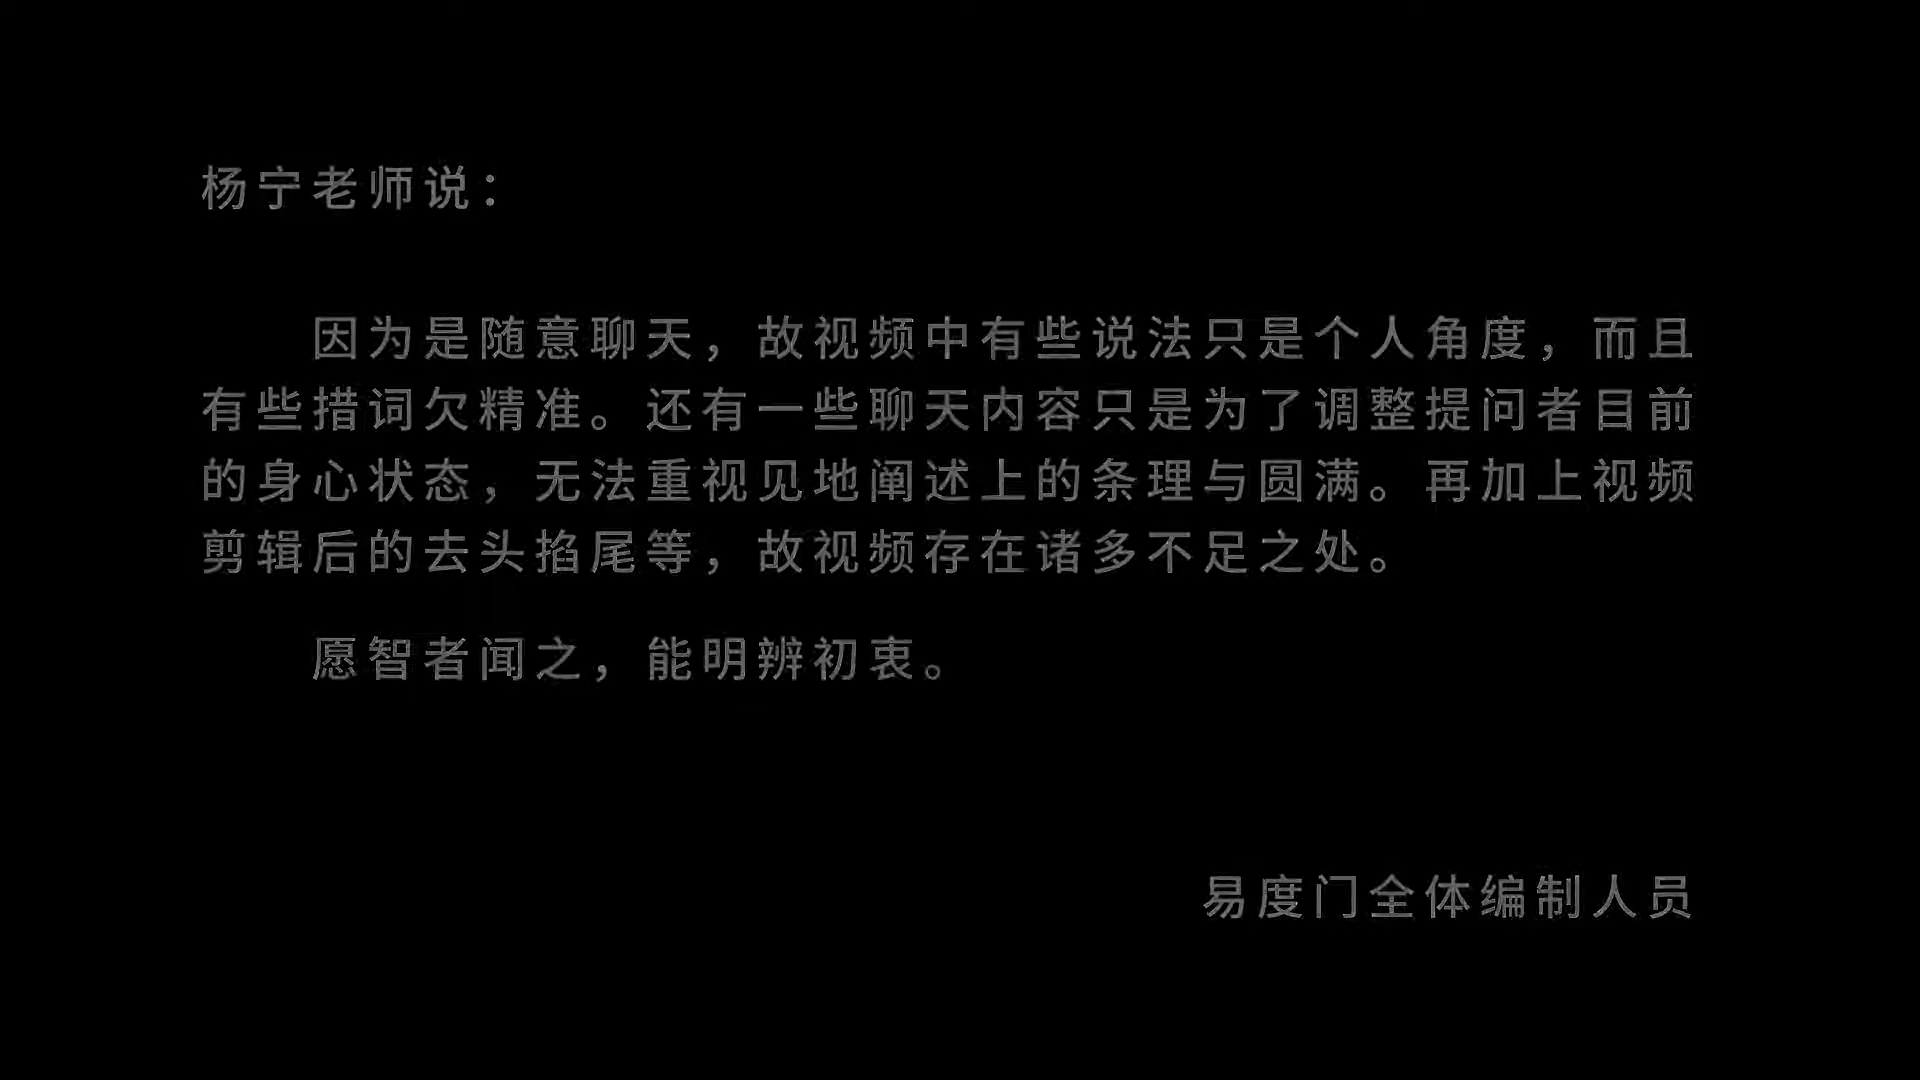 杨宁老师说：
因为是随意聊天，故视频中有些说法只是个人角度，而且
有些措词欠精准。还有一些聊天内容只是为了调整提问者目前
的身心状态，无法重视见地阐述上的条理与圆满。再加上视频
剪辑后的去头掐尾等，故视频存在诸多不足之处。
愿智者闻之，能明辨初衷。
易度门全体编制人员